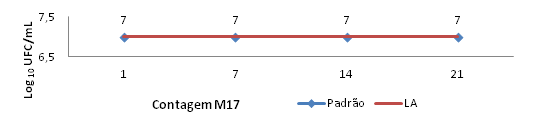 7,5
7 7 7 7
6,5
Log 10 UFC/mL
1 7 14 21
Contagem M17
Padrão LA